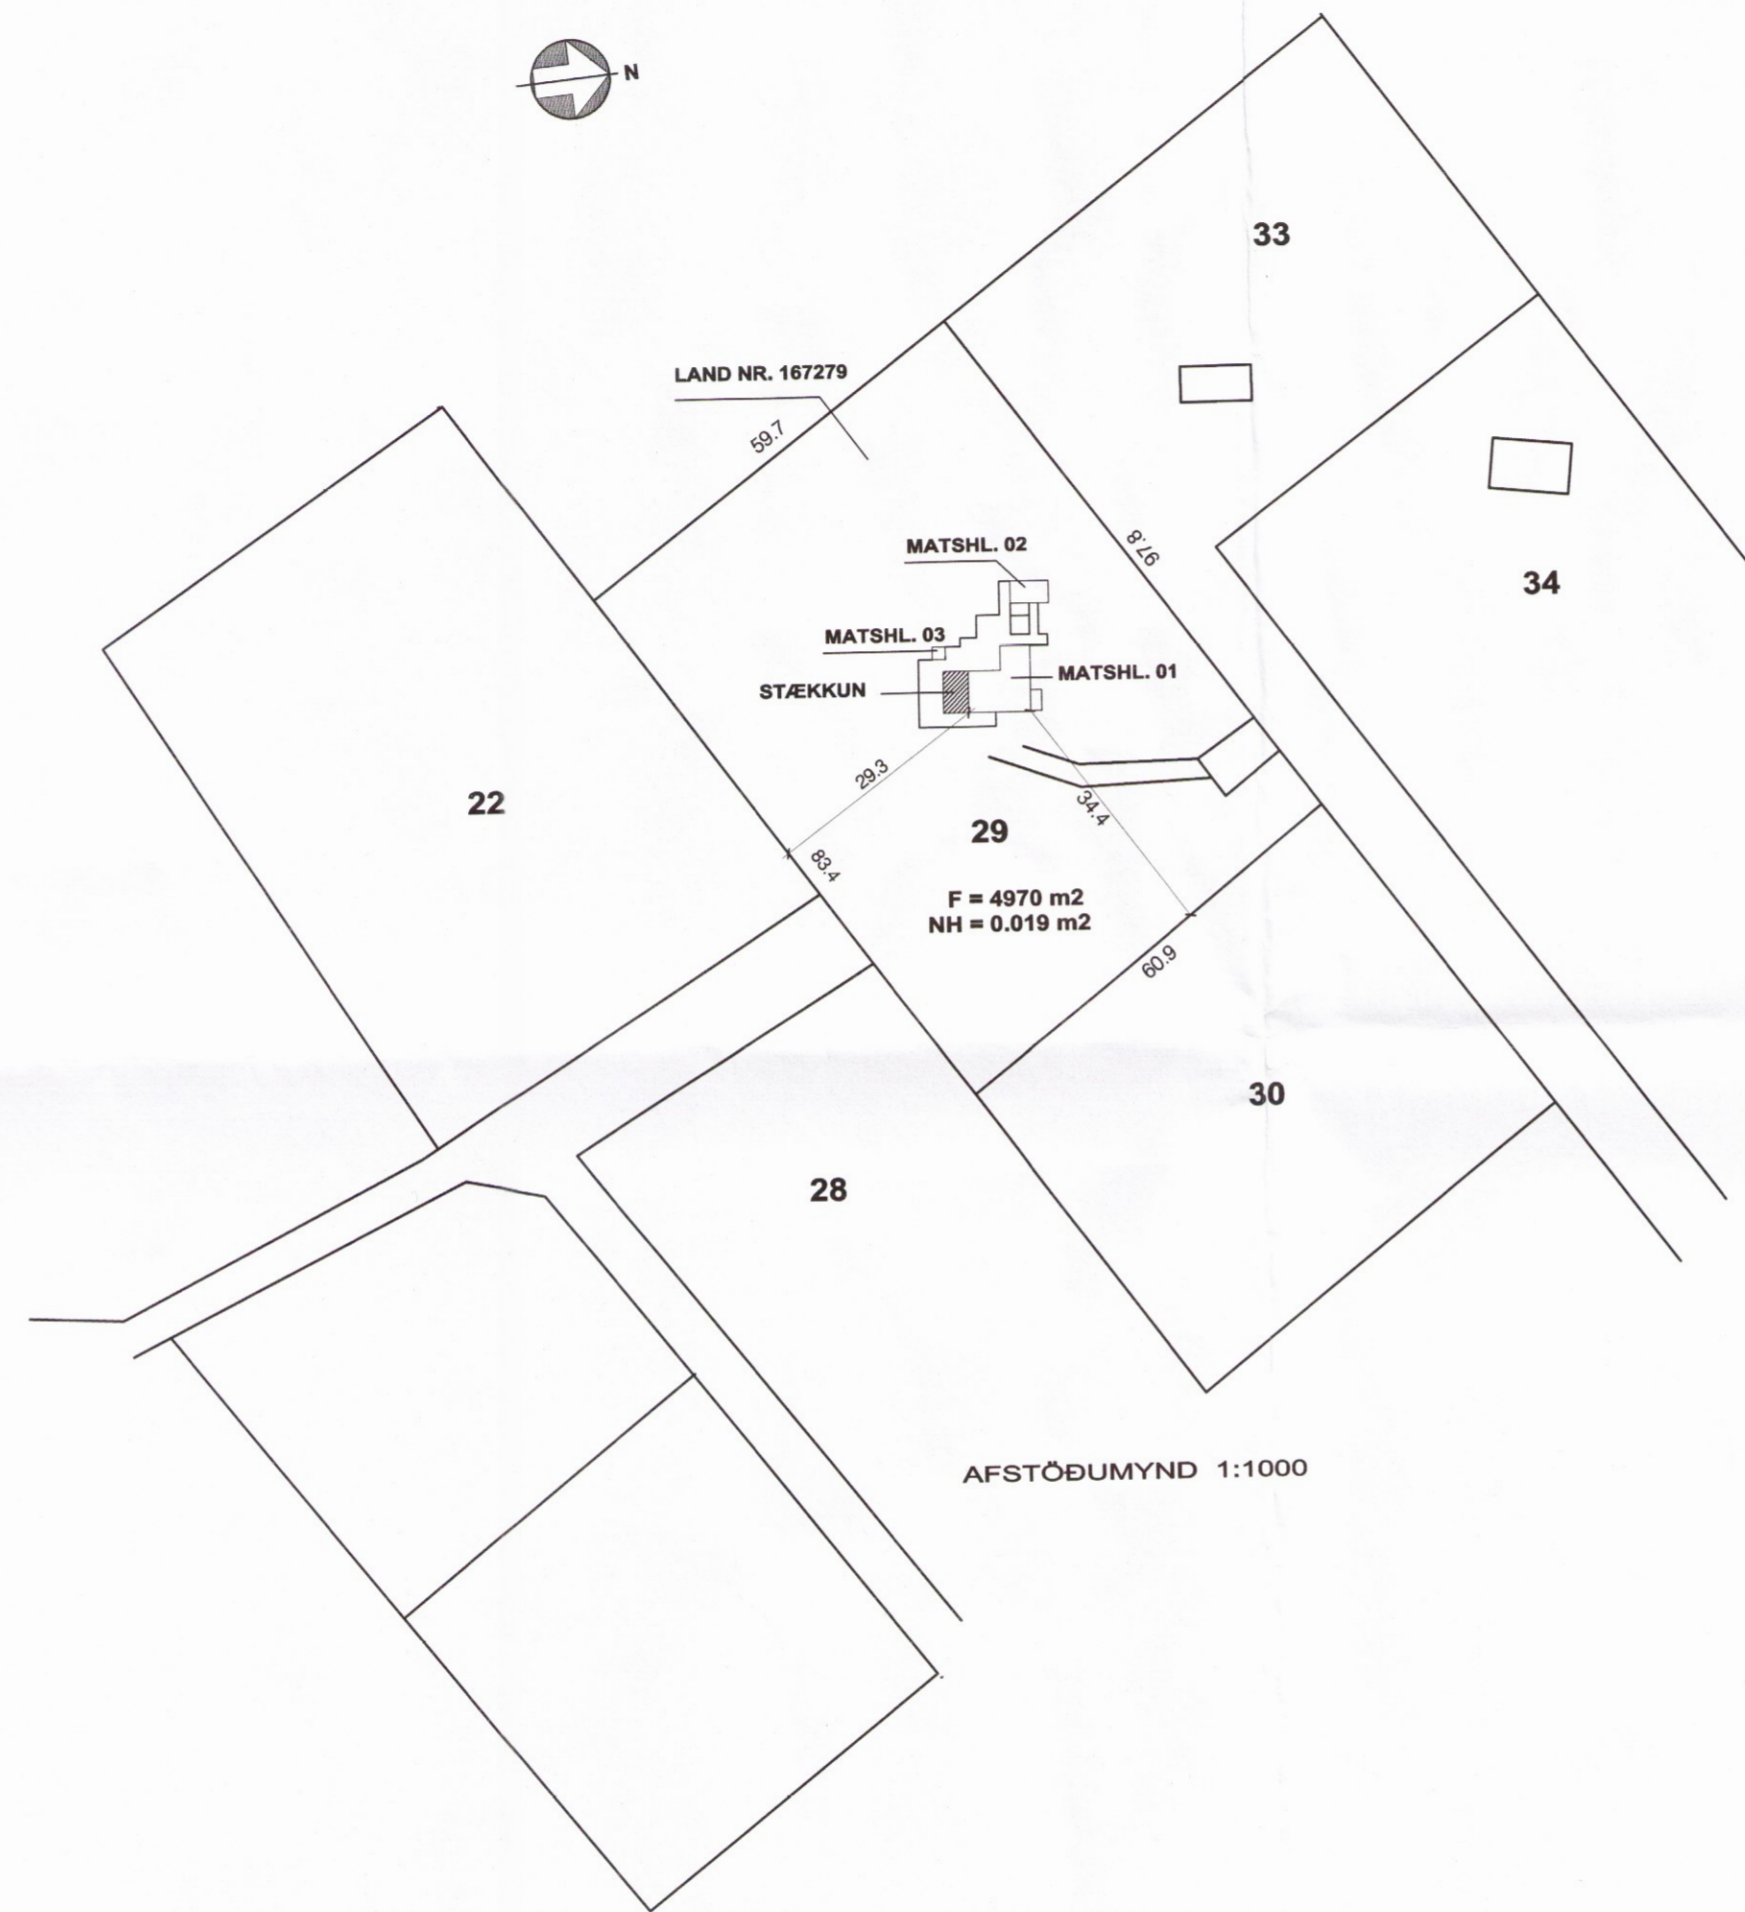 N
33
LAND NR. 167279
59.7
97.8
MATSHL. 02
34
MATSHL. 03
MATSHL. 01
STÆKKUN
29.3
22
34.4
29
83.4
F = 4970 m2
NH = 0.019 m2
60.9
30
28
AFSTÖÐUMYND 1:1000